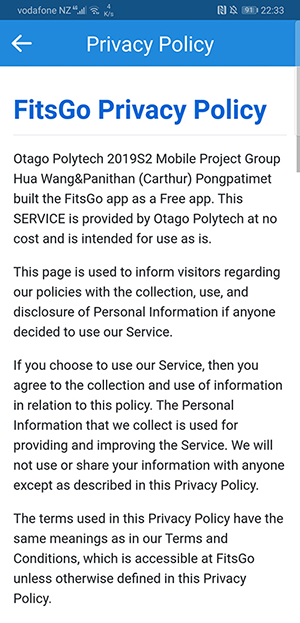 vodafone NZ 4G 4 K/s 91 22:33
Privacy Policy
FitsGo Privacy Policy
Otago Polytech 2019S2 Mobile Project Group
Hua Wang&Panithan (Carthur) Pongpatimet
built the FitsGo app as a Free app. This
SERVICE is provided by Otago Polytech at no
cost and is intended for use as is.
This page is used to inform visitors regarding
our policies with the collection, use, and
disclosure of Personal Information if anyone
decided to use our Service.
If you choose to use our Service, then you
agree to the collection and use of information
in relation to this policy. The Personal
Information that we collect is used for
providing and improving the Service. We will
not use or share your information with anyone
except as described in this Privacy Policy.
The terms used in this Privacy Policy have the
same meanings as in our Terms and
Conditions, which is accessible at FitsGo
unless otherwise defined in this Privacy
Policy.